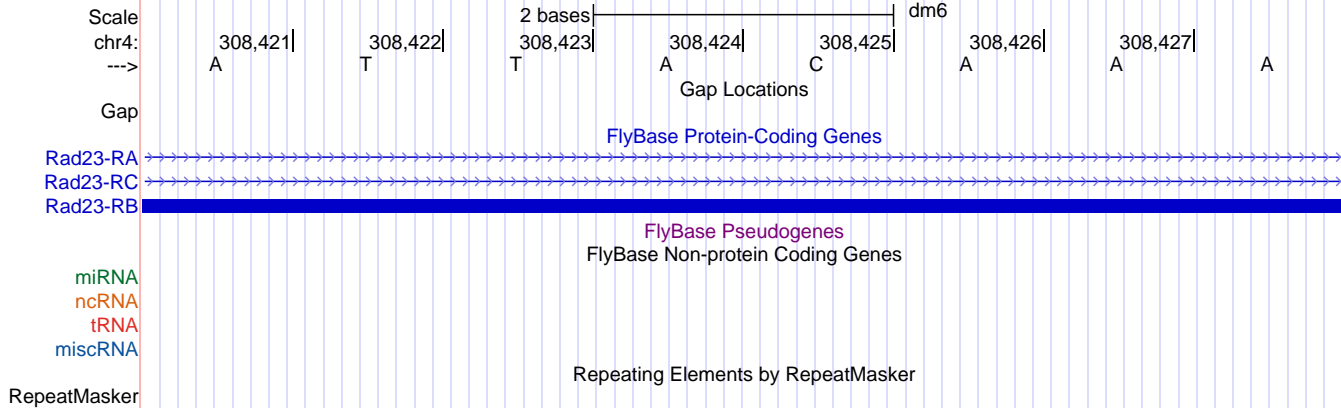 Scale 2 bases dm6
chr4: 308,421 308,422 308,423 308,424 308,425 308,426 308,427
---> A T T A C A A A
Gap Locations
Gap
FlyBase Protein-Coding Genes
Rad23-RA
Rad23-RC
Rad23-RB
FlyBase Pseudogenes
FlyBase Non-protein Coding Genes
miRNA
ncRNA
tRNA
miscRNA
Repeating Elements by RepeatMasker
RepeatMasker